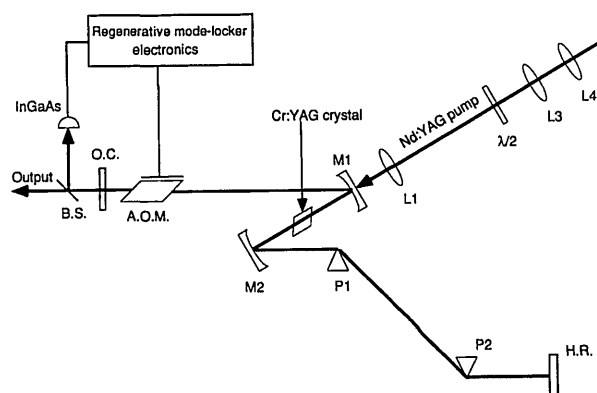 Regenerative mode-locker
electronics
InGaAs
Cr:YAG crystal
Nd:YAG pump
L4
L3
λ/2
L1
M1
O.C.
Output
B.S.
A.O.M.
M2
P1
P2
H.R.